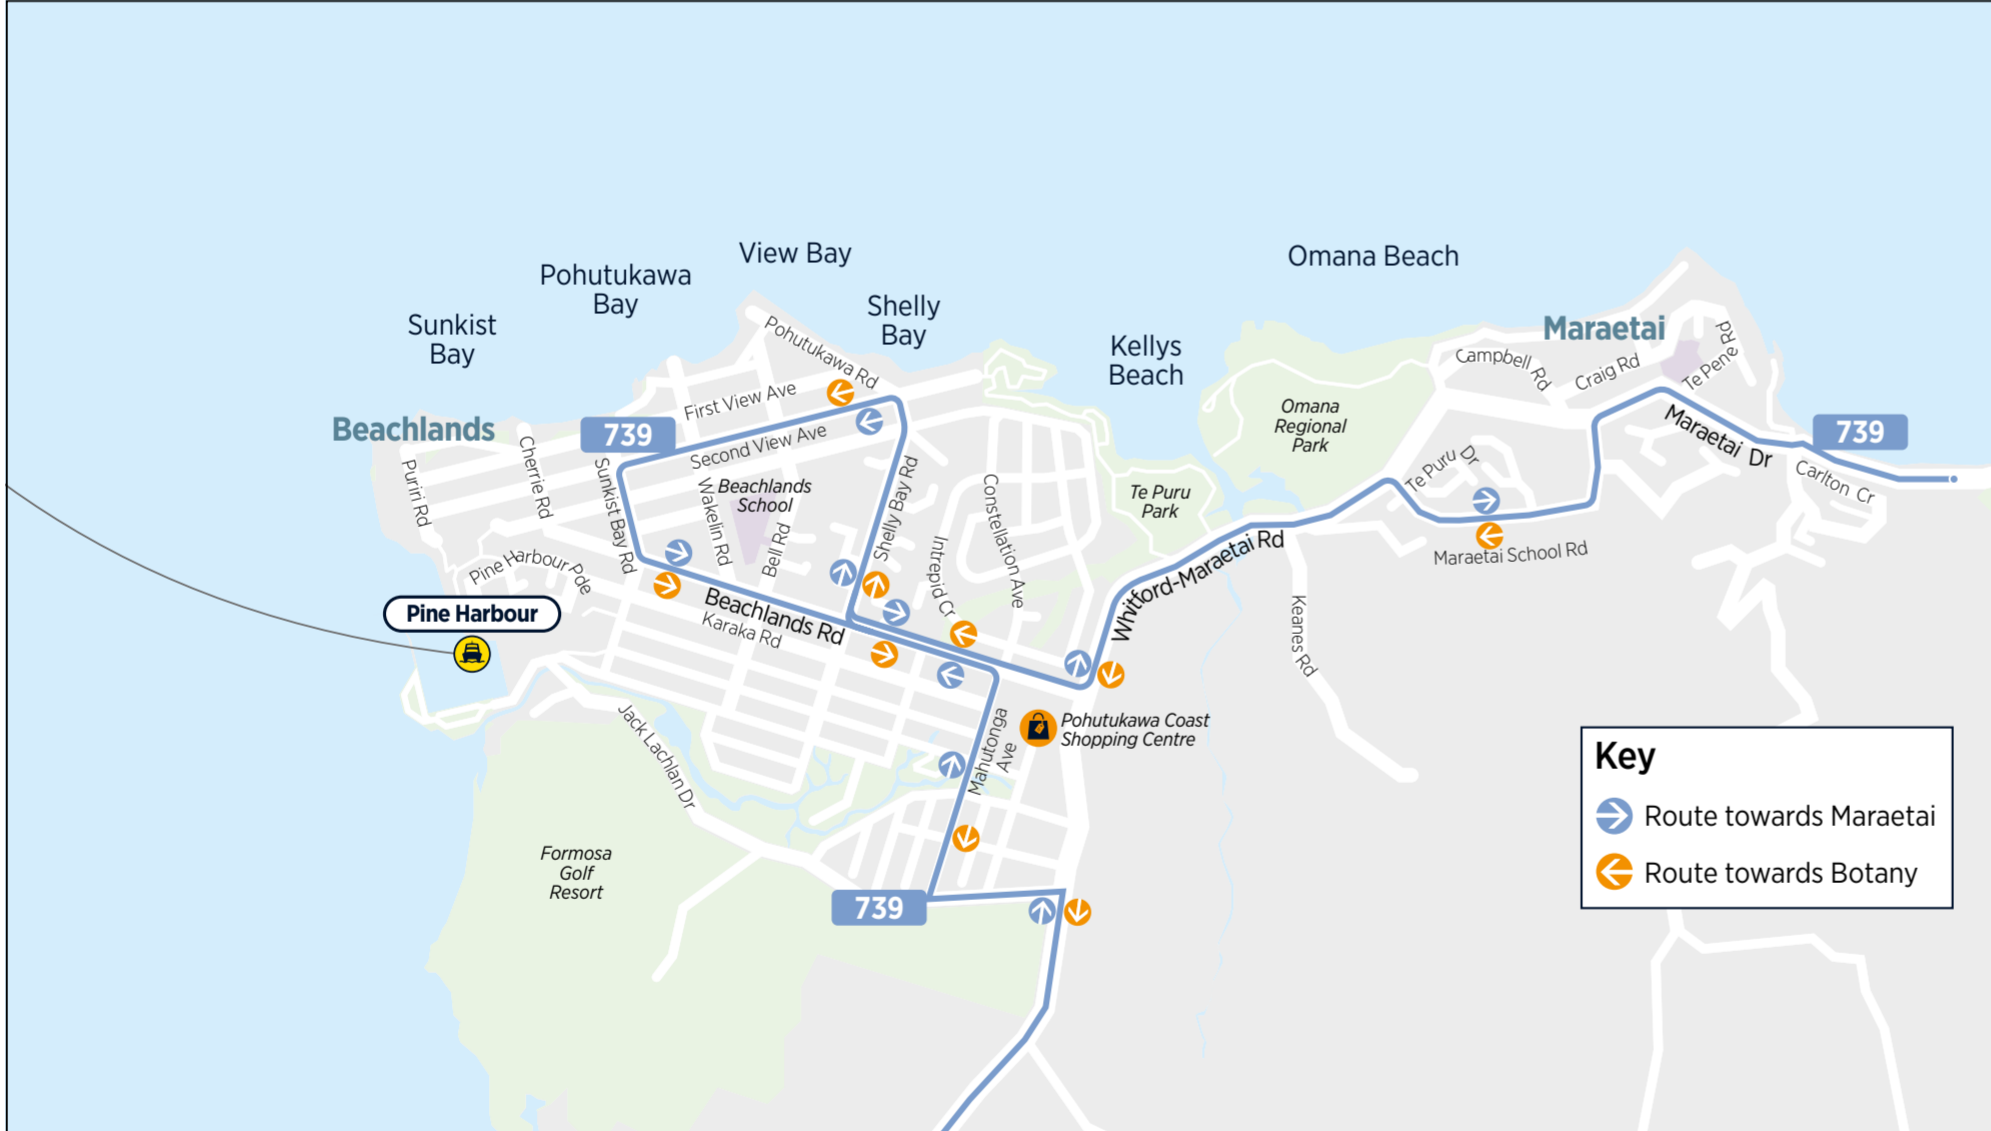 View Bay
Pohutukawa
Bay
Omana Beach
Sunkist
Bay
Shelly
Bay
Kellys
Beach
Maraetai
Pohutukawa Rd
Campbell Rd
Craig Rd
Te Pene Rd
First View Ave
Beachlands
739
Second View Ave
Omana
Regional
Park
Maraetai Dr
739
Carlton Cr
Puriri Rd
Cherrie Rd
Sunkist Bay Rd
Wakelin Rd
Beachlands
School
Bell Rd
Shelly Bay Rd
Constellation Ave
Intrepid Cr
Te Puru
Park
Te Puru Dr
Maraetai School Rd
Whitford-Maraetai Rd
Keanes Rd
Pine Harbour Pde
Pine Harbour
Beachlands Rd
Karaka Rd
Jack Lachlan Dr
Mahutonga
Ave
Pohutukawa Coast
Shopping Centre
Formosa
Golf
Resort
739
Key
Route towards Maraetai
Route towards Botany